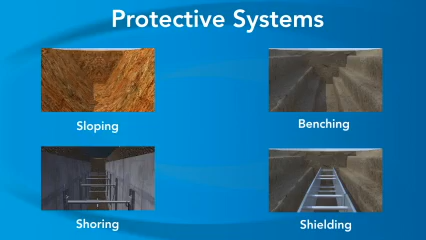 Protective Systems
Sloping
Benching
Shoring
Shielding